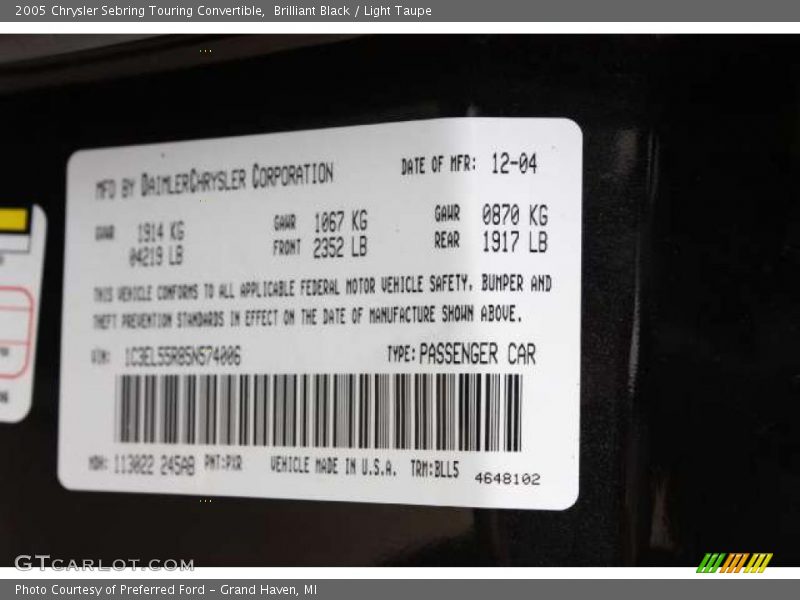 2005 Chrysler Sebring Touring Convertible,  Brilliant Black / Light Taupe
MFD BY DAIMLERCHRYSLER CORPORATION DATE OF MFR: 12-04
GAWR 1914 KG GAWR 1067 KG GAWR 0870 KG
04219 LB FRONT 2352 LB REAR 1917 LB
THIS VEHICLE CONFORMS TO ALL APPLICABLE FEDERAL MOTOR VEHICLE SAFETY, BUMPER AND
THEFT PREVENTION STANDARDS IN EFFECT ON THE DATE OF MANUFACTURE SHOWN ABOVE.
VIN: 1C3EL55R85N574006 TYPE: PASSENGER CAR
MDH: 113022 245AB PNT:PXR VEHICLE MADE IN U.S.A. TRM:BLL5 4648102
GTCARLOT.COM
Photo Courtesy of Preferred Ford - Grand Haven, MI